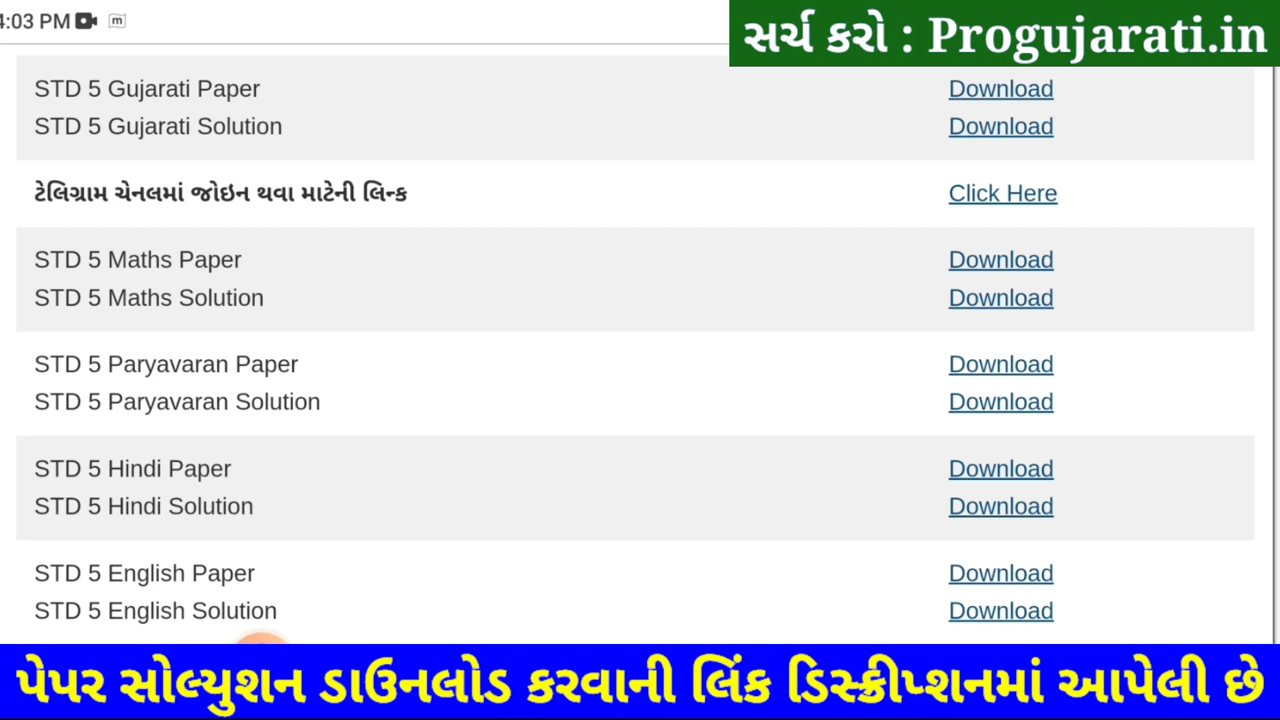 4:03 PM
સર્ચ કરો : Progujarati.in
STD 5 Gujarati Paper Download
STD 5 Gujarati Solution Download
ટેલિગ્રામ ચેનલમાં જોઇન થવા માટેની લિન્ક Click Here
STD 5 Maths Paper Download
STD 5 Maths Solution Download
STD 5 Paryavaran Paper Download
STD 5 Paryavaran Solution Download
STD 5 Hindi Paper Download
STD 5 Hindi Solution Download
STD 5 English Paper Download
STD 5 English Solution Download
પેપર સોલ્યુશન ડાઉનલોડ કરવાની લિંક ડિસ્ક્રીપ્શનમાં આપેલી છે